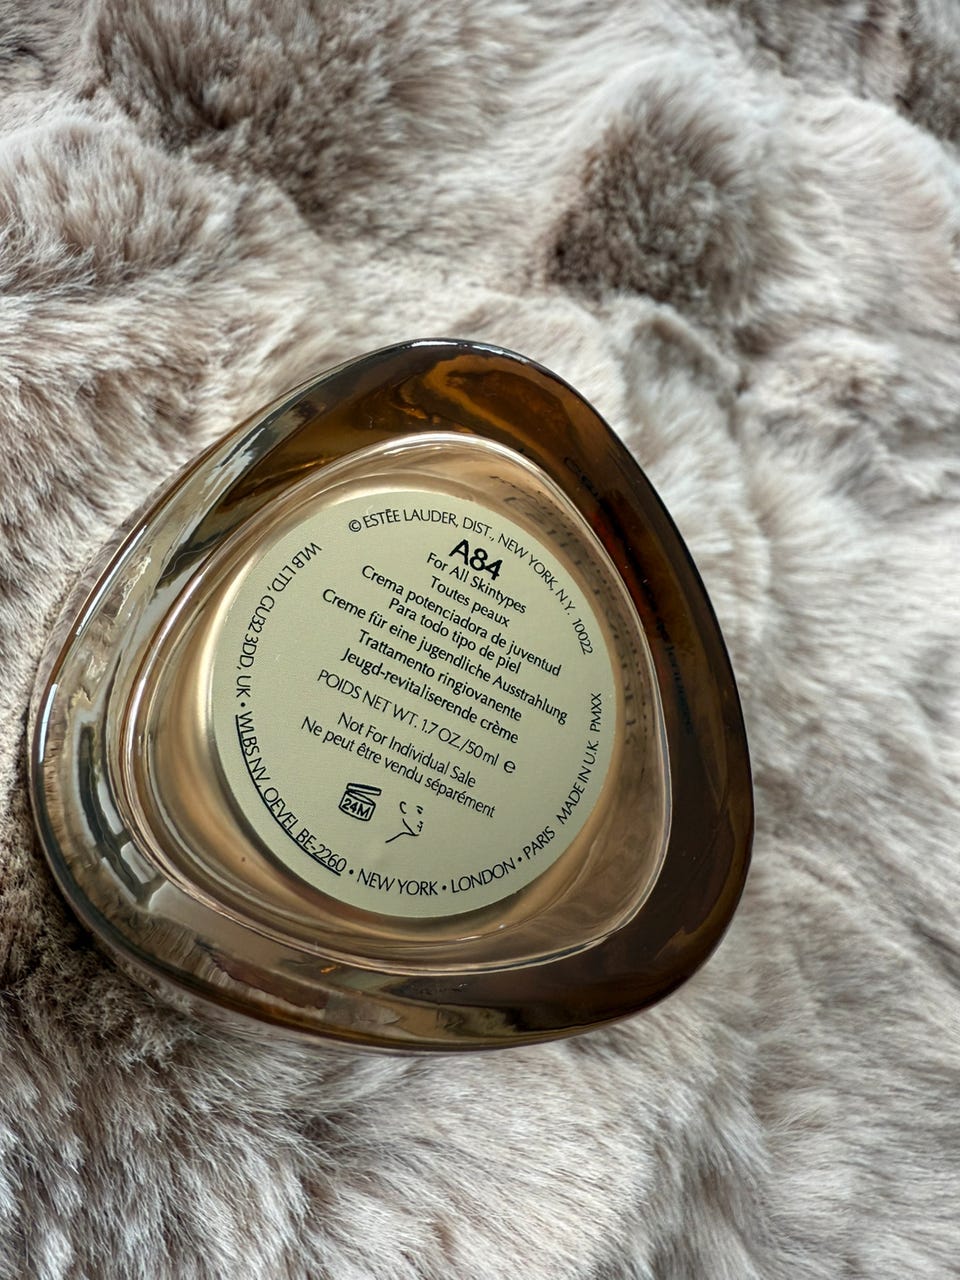 © ESTĒE LAUDER, DIST., NEW YORK, N.Y. 10022
A84
For All Skintypes
Toutes peaux
Crema potenciadora de juventud
Para todo tipo de piel
Creme für eine jugendliche Ausstrahlung
Trattamento ringiovanente
Jeugd-revitaliserende crème
POIDS NET WT. 1.7 OZ./50 ml ℮
Not For Individual Sale
Ne peut être vendu séparément
24M
WLB LTD, CU32 3DD, UK • WLBS NV, OEVEL BE-2260 • NEW YORK • LONDON • PARIS MADE IN U.K. PMXX